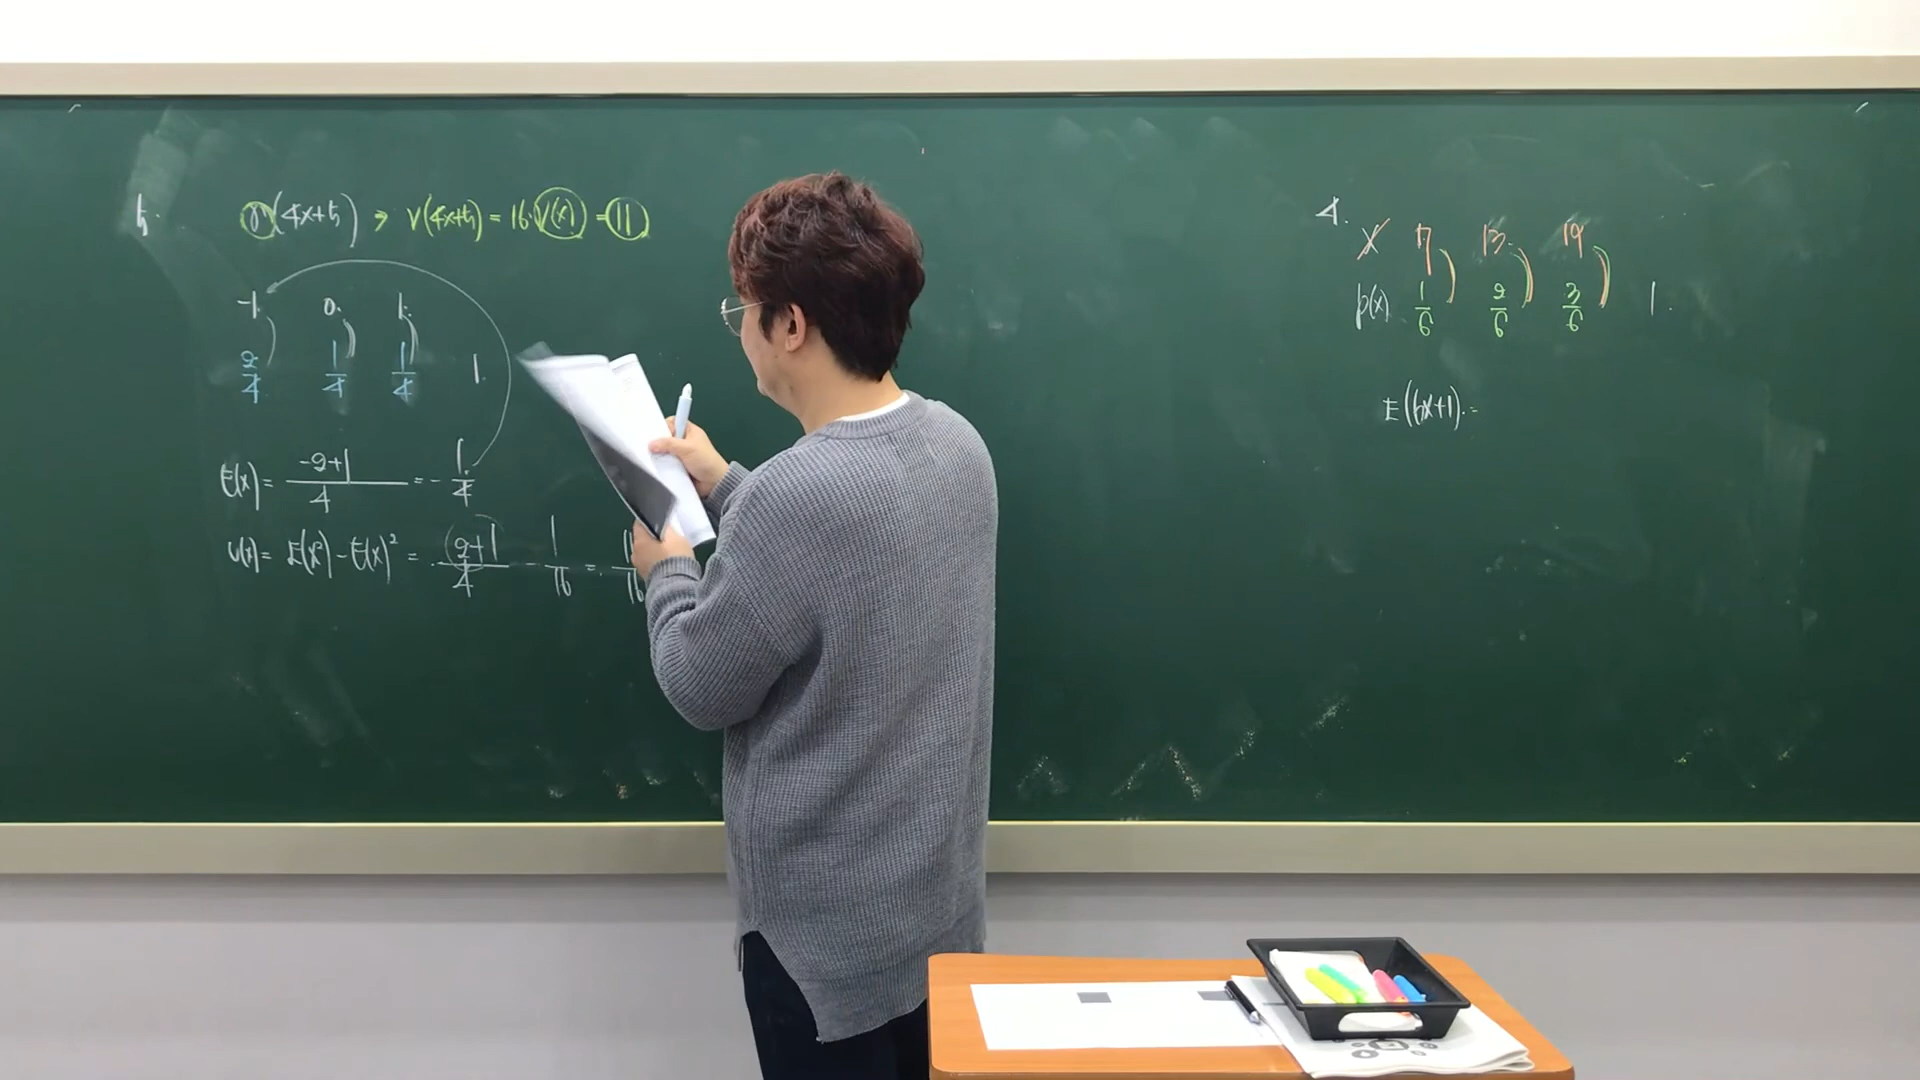 5.
σ(4x+5) → V(4x+5) = 16·V(x) = 11
-1. 0. 1.
2/4 1/4 1/4 1.
E(x) = (-2+1)/4 = - 1/4
V(x) = E(x²) - E(x)² = (2+1)/4 - 1/16 =
4.
X 7 13 19
p(x) 1/6 2/6 3/6 1.
E(6x+1) =